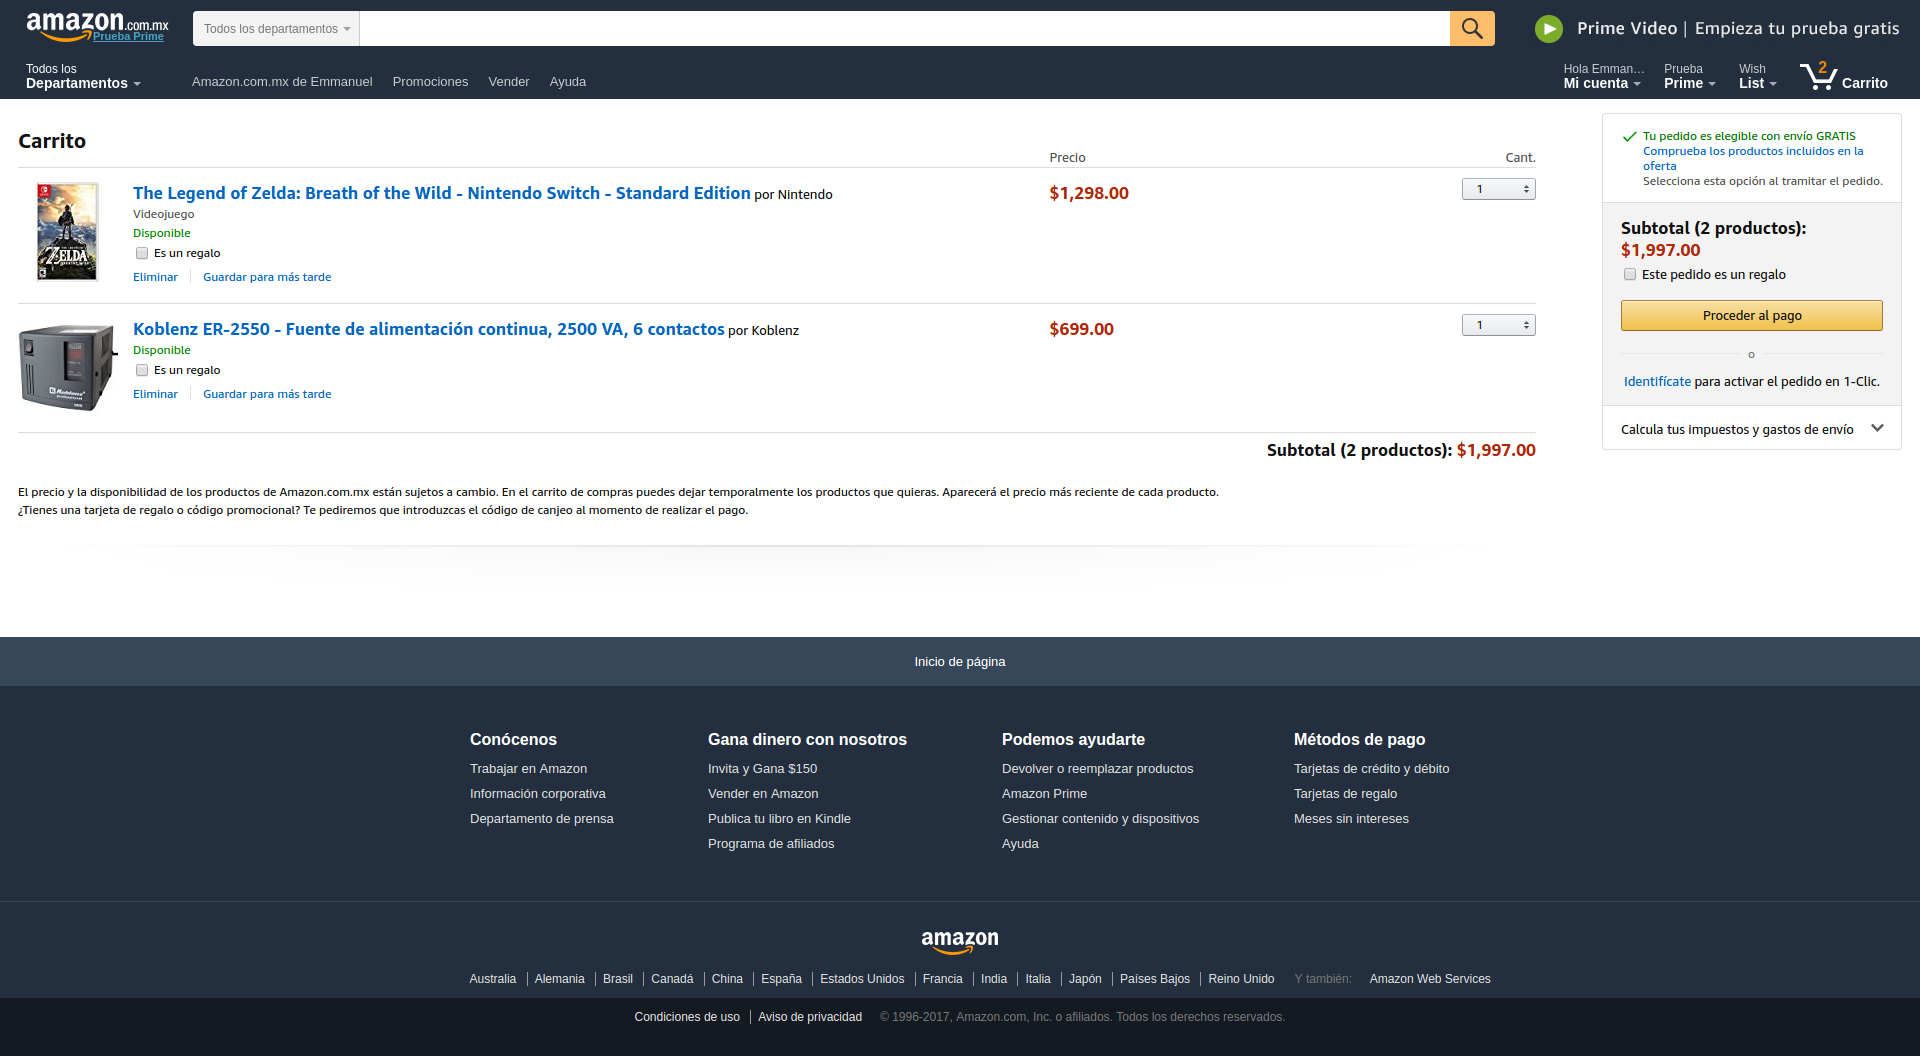 amazon.com.mx
Prueba Prime
Todos los departamentos
Prime Video | Empieza tu prueba gratis
Todos los
Departamentos
Amazon.com.mx de Emmanuel
Promociones
Vender
Ayuda
Hola Emman...
Mi cuenta
Prueba
Prime
Wish
List
2
Carrito
Carrito
Precio
Cant.
The Legend of Zelda: Breath of the Wild - Nintendo Switch - Standard Edition por Nintendo
$1,298.00
1
Videojuego
Disponible
Es un regalo
Eliminar
Guardar para más tarde
ZELDA
Koblenz ER-2550 - Fuente de alimentación continua, 2500 VA, 6 contactos por Koblenz
$699.00
1
Disponible
Es un regalo
Eliminar
Guardar para más tarde
Koblenz
Subtotal (2 productos): $1,997.00
El precio y la disponibilidad de los productos de Amazon.com.mx están sujetos a cambio. En el carrito de compras puedes dejar temporalmente los productos que quieras. Aparecerá el precio más reciente de cada producto.
¿Tienes una tarjeta de regalo o código promocional? Te pediremos que introduzcas el código de canjeo al momento de realizar el pago.
Tu pedido es elegible con envío GRATIS
Comprueba los productos incluidos en la
oferta
Selecciona esta opción al tramitar el pedido.
Subtotal (2 productos):
$1,997.00
Este pedido es un regalo
Proceder al pago
o
Identifícate para activar el pedido en 1-Clic.
Calcula tus impuestos y gastos de envío
Inicio de página
Conócenos
Trabajar en Amazon
Información corporativa
Departamento de prensa
Gana dinero con nosotros
Invita y Gana $150
Vender en Amazon
Publica tu libro en Kindle
Programa de afiliados
Podemos ayudarte
Devolver o reemplazar productos
Amazon Prime
Gestionar contenido y dispositivos
Ayuda
Métodos de pago
Tarjetas de crédito y débito
Tarjetas de regalo
Meses sin intereses
amazon
Australia
Alemania
Brasil
Canadá
China
España
Estados Unidos
Francia
India
Italia
Japón
Países Bajos
Reino Unido
Y también:
Amazon Web Services
Condiciones de uso
Aviso de privacidad
© 1996-2017, Amazon.com, Inc. o afiliados. Todos los derechos reservados.